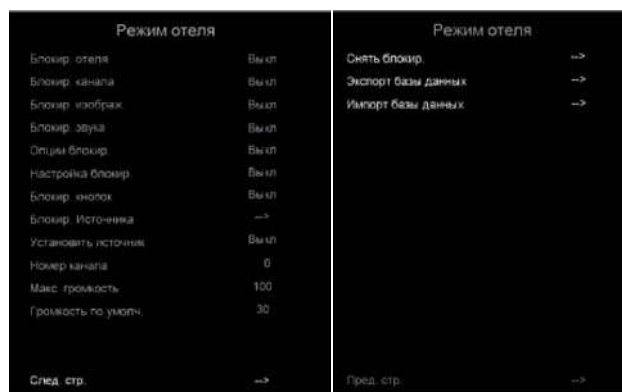 Режим отеля
Блокир. отеля Выкл
Блокир. канала Выкл
Блокир. изображ. Выкл
Блокир. звука Выкл
Опции блокир. Выкл
Настройка блокир. Выкл
Блокир. кнопок Выкл
Блокир. Источника -->
Установить источник Выкл
Номер канала 0
Макс. громкость 100
Громкость по умолч. 30
След. стр. -->
Режим отеля
Снять блокир. -->
Экспорт базы данных -->
Импорт базы данных -->
Пред. стр. -->